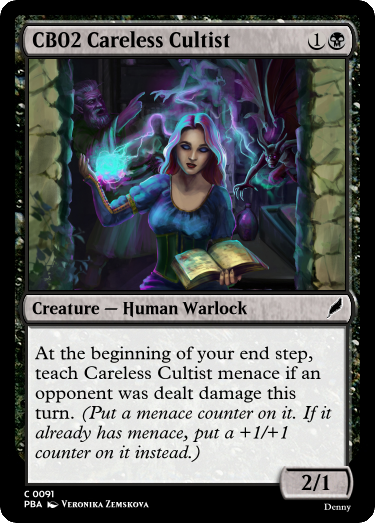 CB02 Careless Cultist 1
Creature — Human Warlock
At the beginning of your end step,
teach Careless Cultist menace if an
opponent was dealt damage this
turn. (Put a menace counter on it. If it
already has menace, put a +1/+1
counter on it instead.)
2/1
C 0091
PBA Veronika Zemskova
Denny